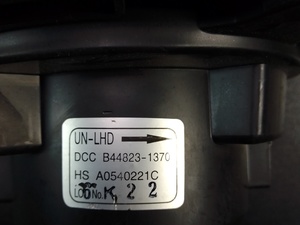 UN-LHD
DCC B44823-1370
HS A0540221C
LOT No. K 2 2